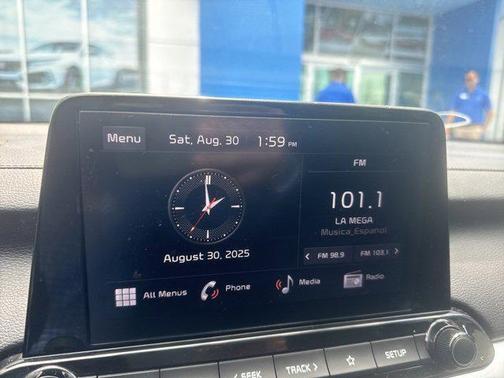 Menu
Sat, Aug. 30
1:59 PM
FM
101.1
LA MEGA
Musica_Español
August 30, 2025
FM 98.9
FM 103.1
All Menus
Phone
Media
Radio
SEEK
TRACK
SETUP